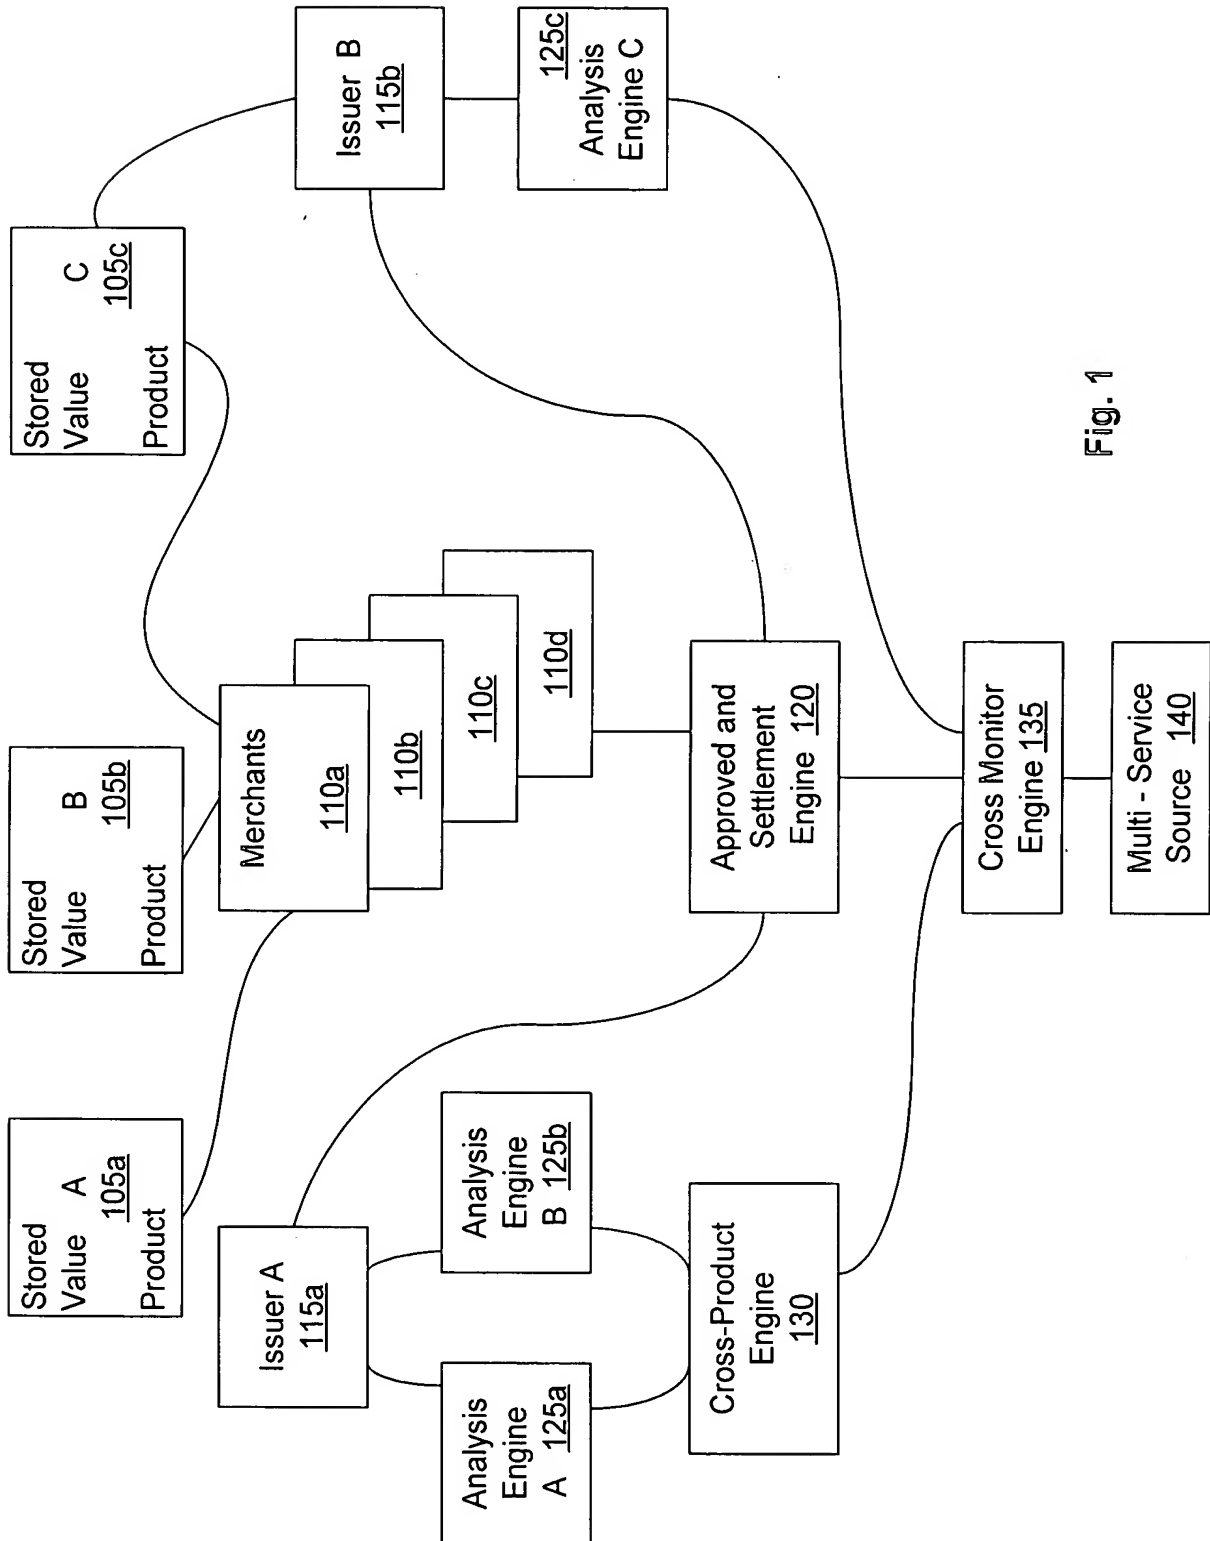 Stored
Value A
105a
Product
Stored
Value B
105b
Product
Stored
Value C
105c
Product
Issuer A
115a
Merchants
110a
110b
110c
110d
Issuer B
115b
Analysis
Engine
A 125a
Analysis
Engine
B 125b
125c
Analysis
Engine C
Cross-Product
Engine
130
Approved and
Settlement
Engine 120
Cross Monitor
Engine 135
Multi - Service
Source 140
Fig. 1